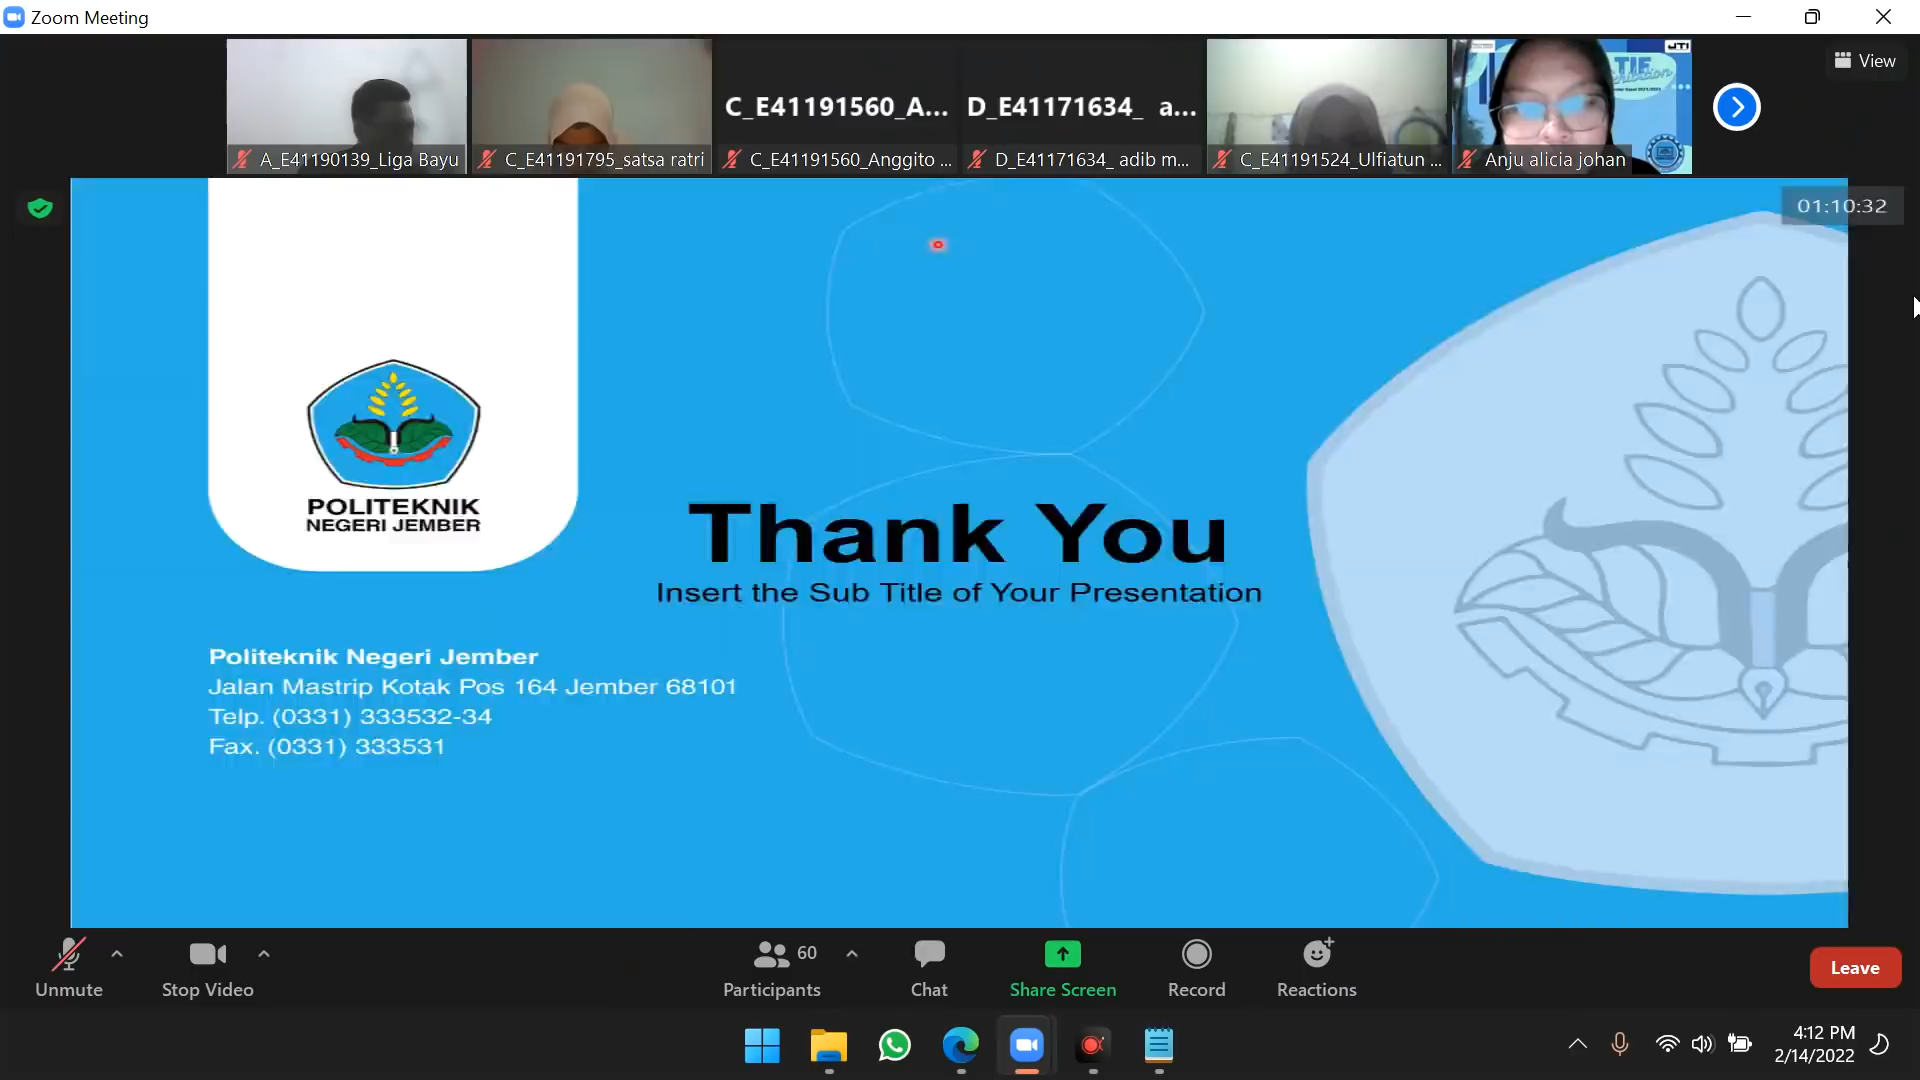 Zoom Meeting
A_E41190139_Liga Bayu
C_E41191795_satsa ratri
C_E41191560_A...
C_E41191560_Anggito ...
D_E41171634_ a...
D_E41171634_ adib m...
C_E41191524_Ulfiatun ...
JTI
TIF
Anju alicia johan
View
01:10:32
POLITEKNIK
NEGERI JEMBER
Thank You
Insert the Sub Title of Your Presentation
Politeknik Negeri Jember
Jalan Mastrip Kotak Pos 164 Jember 68101
Telp. (0331) 333532-34
Fax. (0331) 333531
Unmute
Stop Video
60
Participants
Chat
Share Screen
Record
Reactions
Leave
4:12 PM
2/14/2022